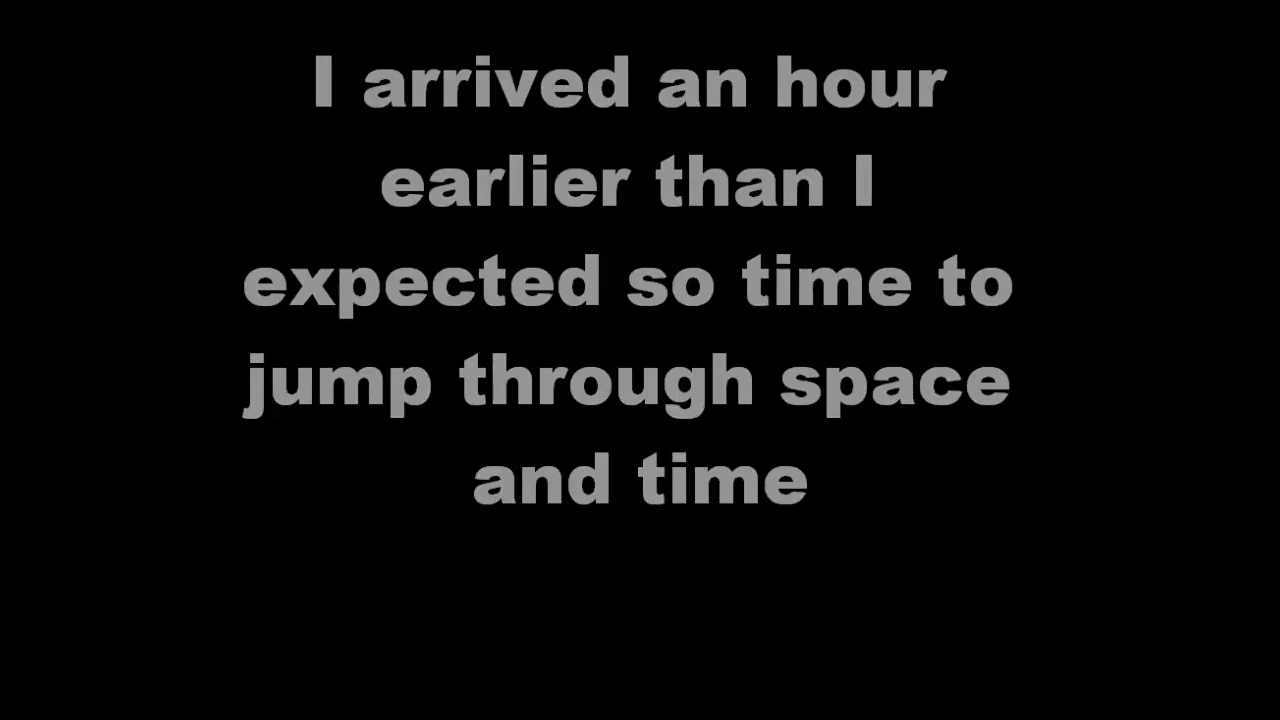 I arrived an hour
earlier than I
expected so time to
jump through space
and time